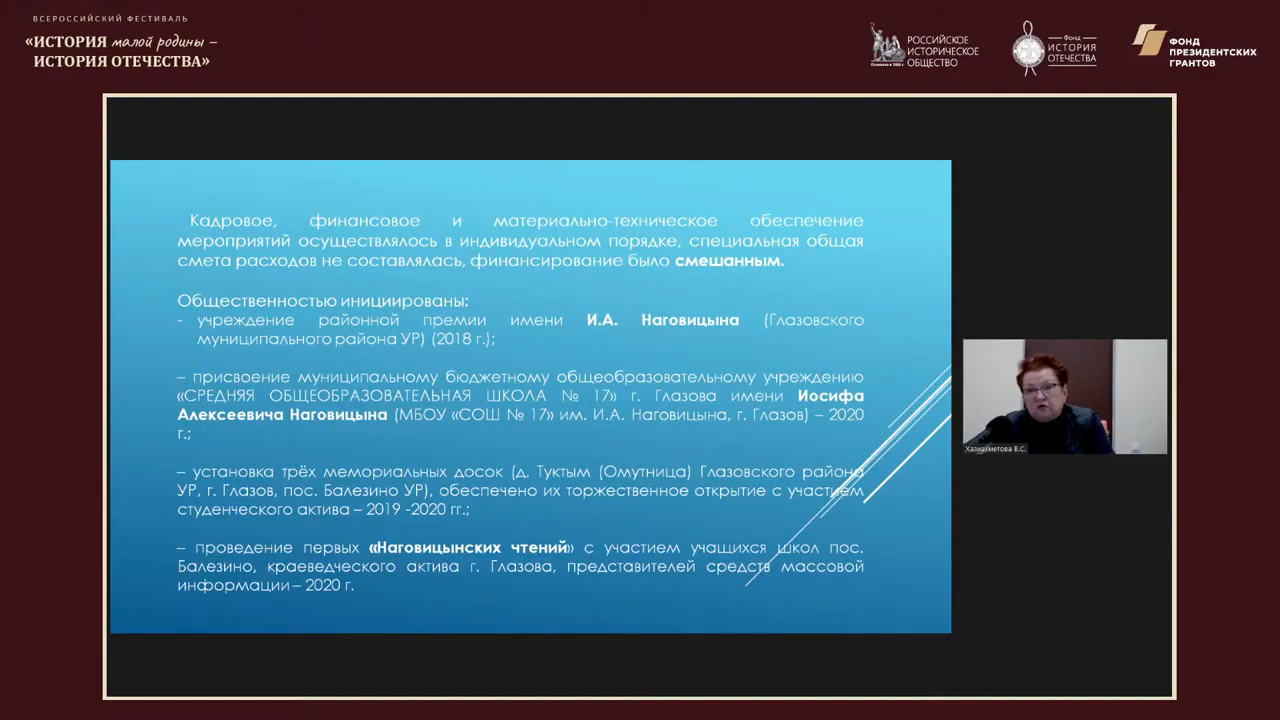 ВСЕРОССИЙСКИЙ ФЕСТИВАЛЬ
«ИСТОРИЯ малой родины –
ИСТОРИЯ ОТЕЧЕСТВА»
РОССИЙСКОЕ
ИСТОРИЧЕСКОЕ
ОБЩЕСТВО
Основано в 1866 г.
Фонд
ИСТОРИЯ
ОТЕЧЕСТВА
ФОНД
ПРЕЗИДЕНТСКИХ
ГРАНТОВ
Кадровое, финансовое и материально-техническое обеспечение
мероприятий осуществлялось в индивидуальном порядке, специальная общая
смета расходов не составлялась, финансирование было смешанным.
Общественностью инициированы:
- учреждение районной премии имени И.А. Наговицына (Глазовского
муниципального района УР) (2018 г.);
– присвоение муниципальному бюджетному общеобразовательному учреждению
«СРЕДНЯЯ ОБЩЕОБРАЗОВАТЕЛЬНАЯ ШКОЛА № 17» г. Глазова имени Иосифа
Алексеевича Наговицына (МБОУ «СОШ № 17» им. И.А. Наговицына, г. Глазов) – 2020
г.;
– установка трёх мемориальных досок (д. Туктым (Омутница) Глазовского района
УР, г. Глазов, пос. Балезино УР), обеспечено их торжественное открытие с участием
студенческого актива – 2019 -2020 гг.;
– проведение первых «Наговицынских чтений» с участием учащихся школ пос.
Балезино, краеведческого актива г. Глазова, представителей средств массовой
информации – 2020 г.
Хазиахметова В.С.